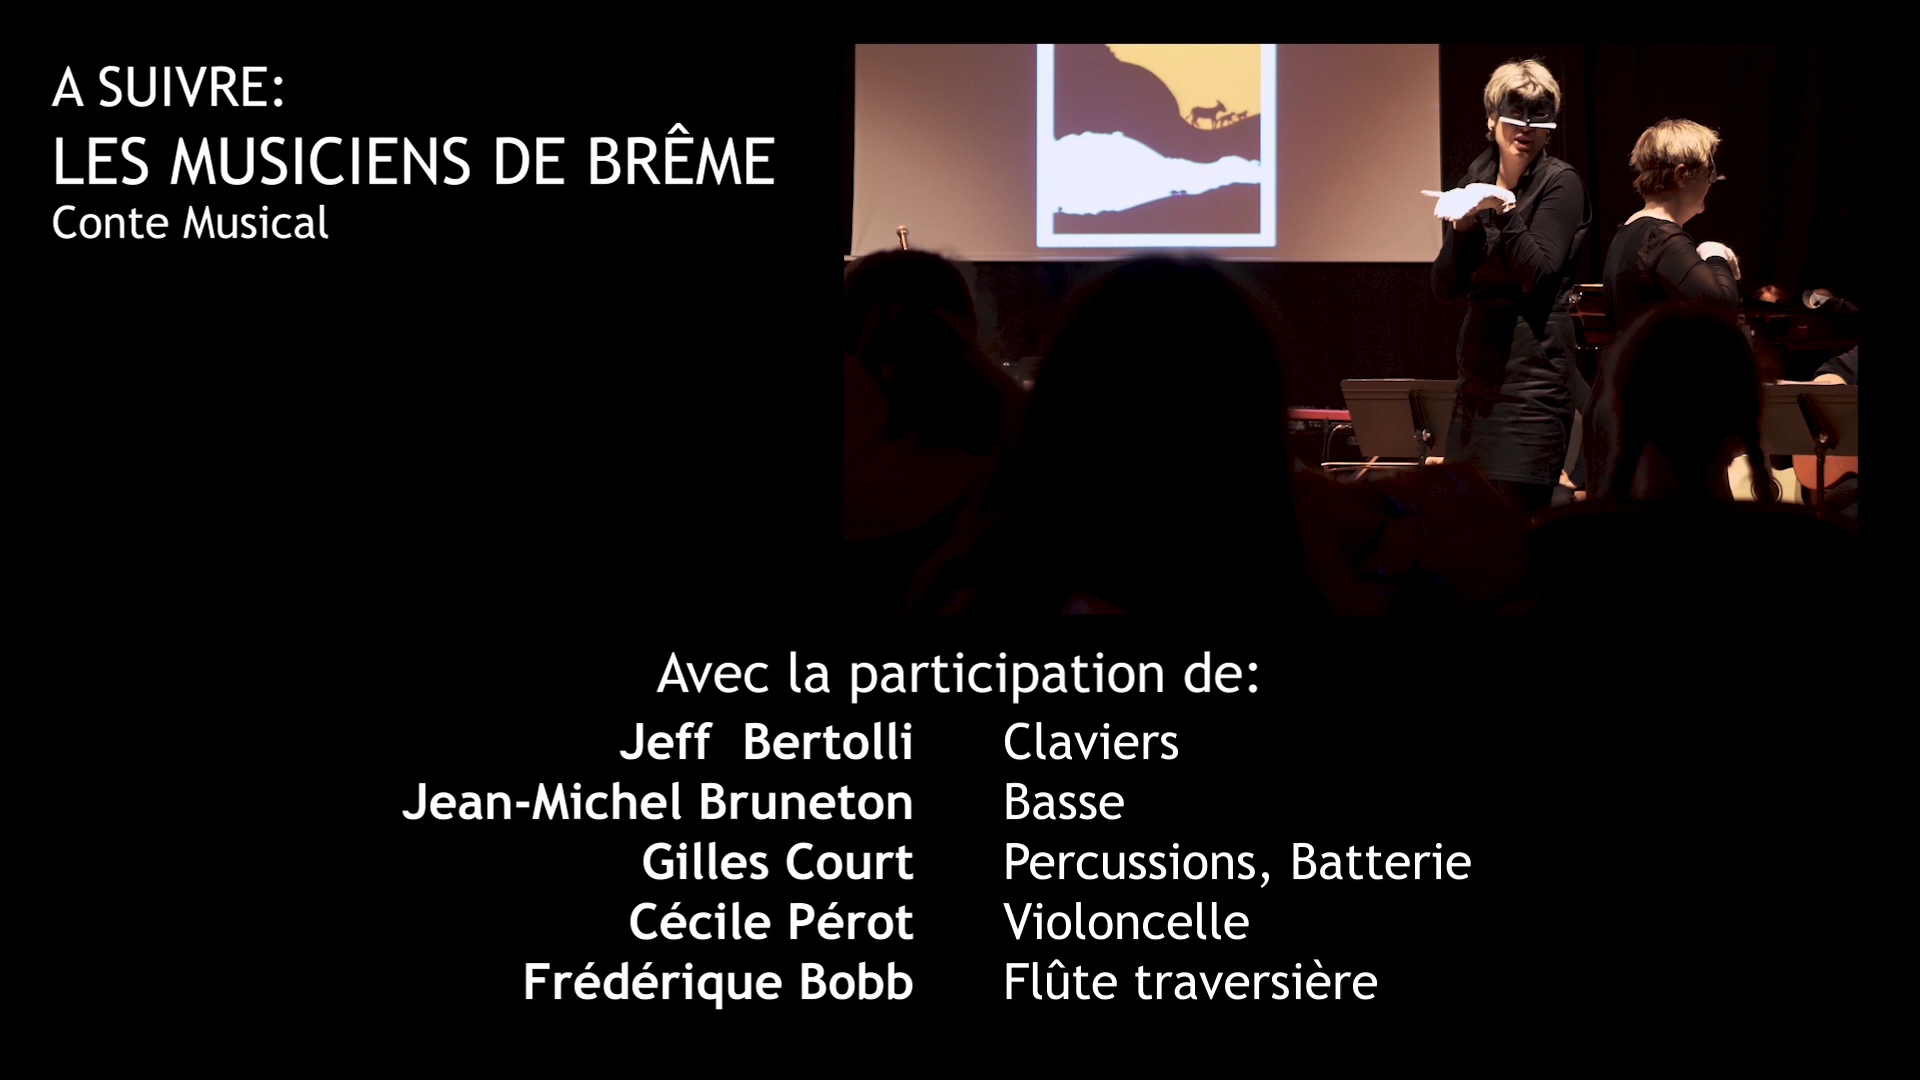 A SUIVRE:
LES MUSICIENS DE BRÊME
Conte Musical
Avec la participation de:
Jeff  Bertolli Claviers
Jean-Michel Bruneton Basse
Gilles Court Percussions, Batterie
Cécile Pérot Violoncelle
Frédérique Bobb Flûte traversière